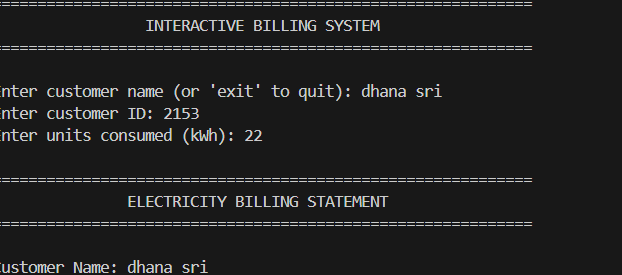 ============================================================
INTERACTIVE BILLING SYSTEM
============================================================
nter customer name (or 'exit' to quit): dhana sri
nter customer ID: 2153
nter units consumed (kWh): 22
============================================================
ELECTRICITY BILLING STATEMENT
============================================================
ustomer Name: dhana sri